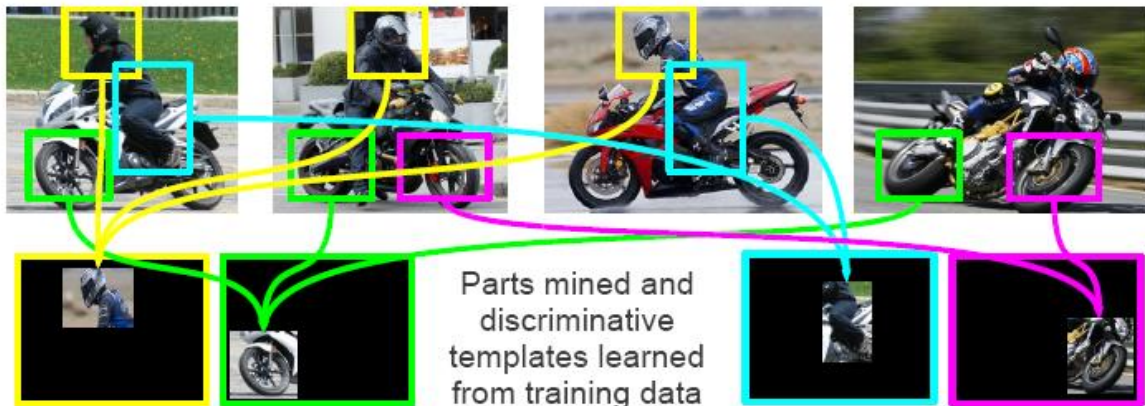 Parts mined and
discriminative
templates learned
from training data